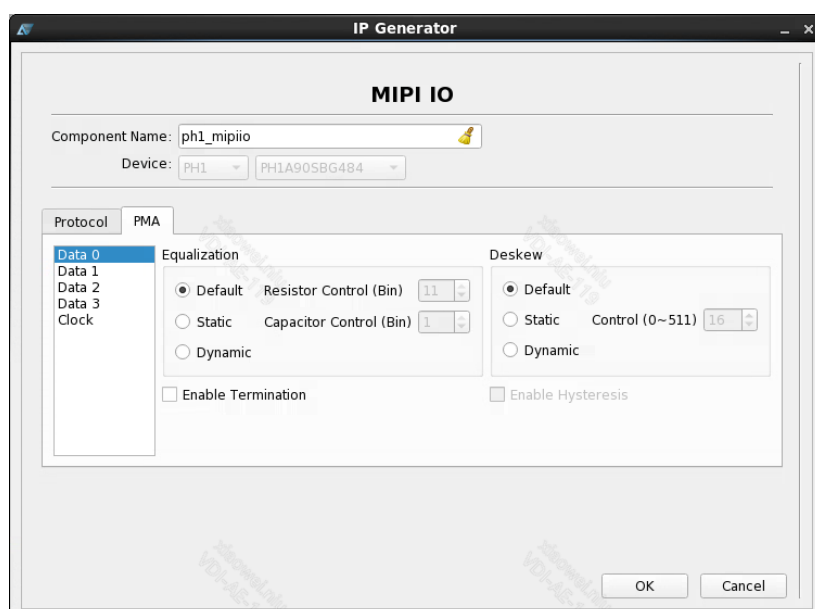 IP Generator
MIPI IO
Component Name: ph1_mipiio
Device: PH1 PH1A90SBG484
Protocol PMA
Data 0
Data 1
Data 2
Data 3
Clock
Equalization
Default Resistor Control (Bin) 11
Static Capacitor Control (Bin) 1
Dynamic
Enable Termination
Deskew
Default
Static Control (0~511) 16
Dynamic
Enable Hysteresis
OK Cancel